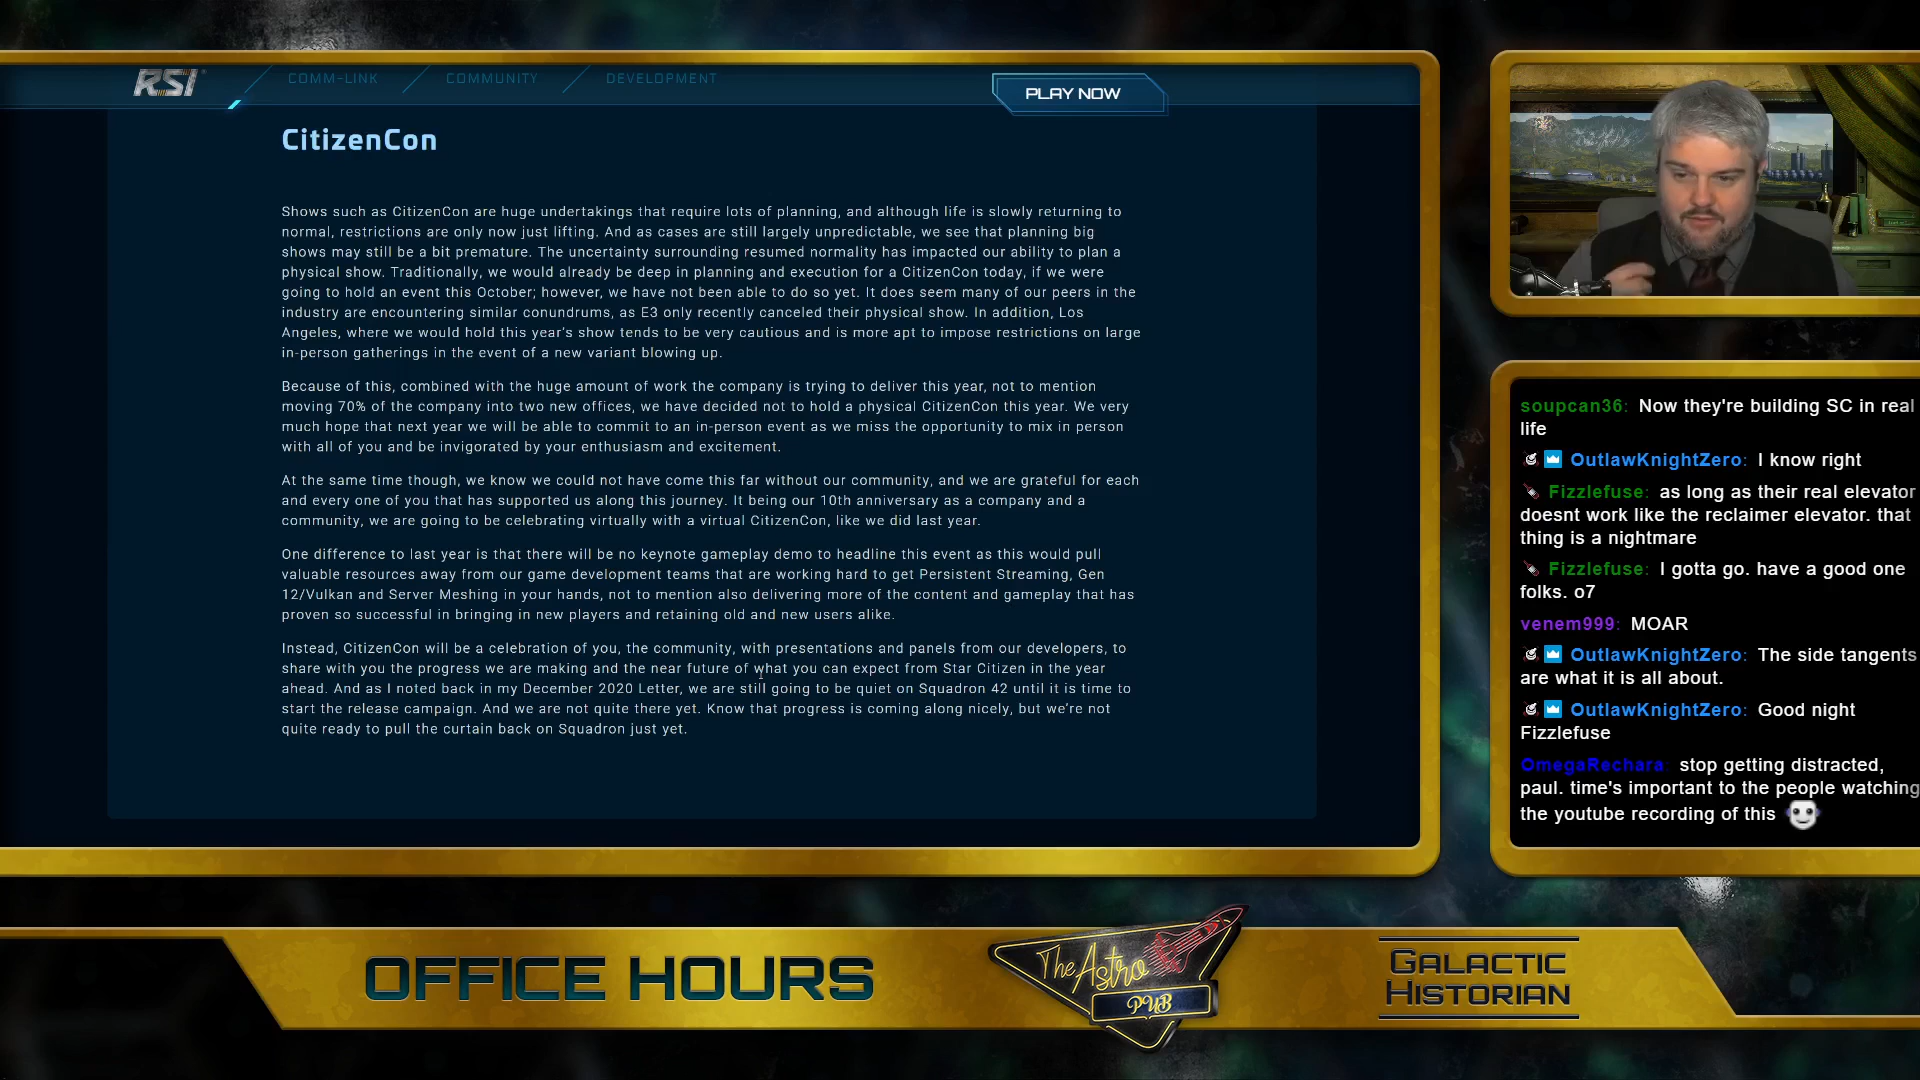 RSI
COMM-LINK
COMMUNITY
DEVELOPMENT
PLAY NOW
CitizenCon
Shows such as CitizenCon are huge undertakings that require lots of planning, and although life is slowly returning to
normal, restrictions are only now just lifting. And as cases are still largely unpredictable, we see that planning big
shows may still be a bit premature. The uncertainty surrounding resumed normality has impacted our ability to plan a
physical show. Traditionally, we would already be deep in planning and execution for a CitizenCon today, if we were
going to hold an event this October; however, we have not been able to do so yet. It does seem many of our peers in the
industry are encountering similar conundrums, as E3 only recently canceled their physical show. In addition, Los
Angeles, where we would hold this year's show tends to be very cautious and is more apt to impose restrictions on large
in-person gatherings in the event of a new variant blowing up.
Because of this, combined with the huge amount of work the company is trying to deliver this year, not to mention
moving 70% of the company into two new offices, we have decided not to hold a physical CitizenCon this year. We very
much hope that next year we will be able to commit to an in-person event as we miss the opportunity to mix in person
with all of you and be invigorated by your enthusiasm and excitement.
At the same time though, we know we could not have come this far without our community, and we are grateful for each
and every one of you that has supported us along this journey. It being our 10th anniversary as a company and a
community, we are going to be celebrating virtually with a virtual CitizenCon, like we did last year.
One difference to last year is that there will be no keynote gameplay demo to headline this event as this would pull
valuable resources away from our game development teams that are working hard to get Persistent Streaming, Gen
12/Vulkan and Server Meshing in your hands, not to mention also delivering more of the content and gameplay that has
proven so successful in bringing in new players and retaining old and new users alike.
Instead, CitizenCon will be a celebration of you, the community, with presentations and panels from our developers, to
share with you the progress we are making and the near future of what you can expect from Star Citizen in the year
ahead. And as I noted back in my December 2020 Letter, we are still going to be quiet on Squadron 42 until it is time to
start the release campaign. And we are not quite there yet. Know that progress is coming along nicely, but we're not
quite ready to pull the curtain back on Squadron just yet.
soupcan36: Now they're building SC in real
life
OutlawKnightZero: I know right
Fizzlefuse: as long as their real elevator
doesnt work like the reclaimer elevator. that
thing is a nightmare
Fizzlefuse: I gotta go. have a good one
folks. o7
venem999: MOAR
OutlawKnightZero: The side tangents
are what it is all about.
OutlawKnightZero: Good night
Fizzlefuse
OmegaRechara: stop getting distracted,
paul. time's important to the people watching
the youtube recording of this
OFFICE HOURS
The Astro
PUB
GALACTIC
HISTORIAN